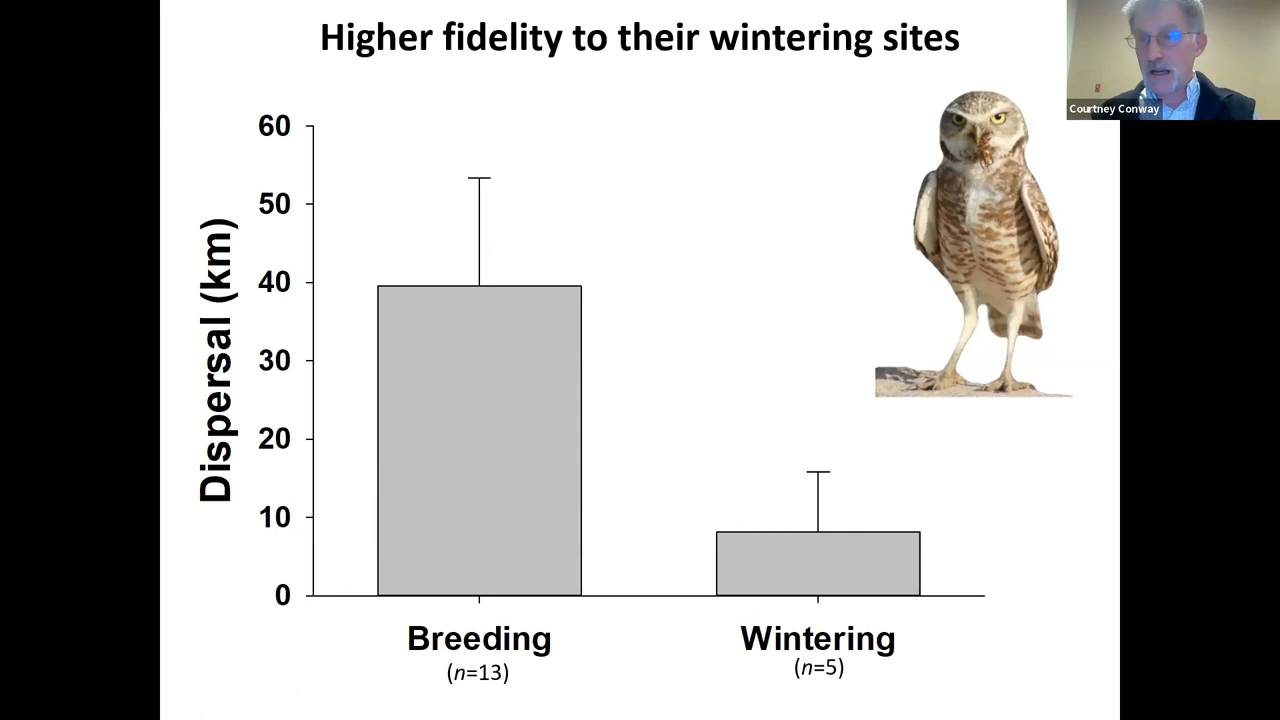 Higher fidelity to their wintering sites
Courtney Conway
60
50
40
30
20
10
0
Dispersal (km)
Breeding
(n=13)
Wintering
(n=5)